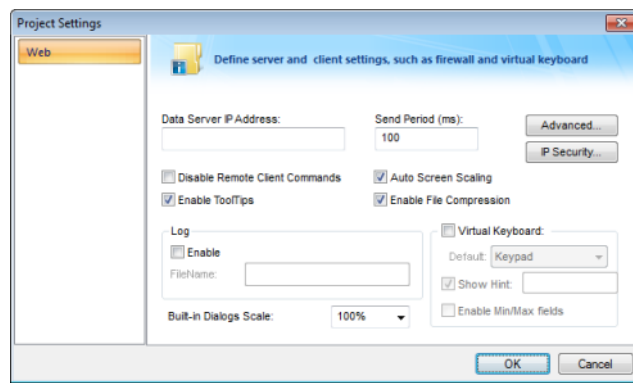 Project Settings
Web
Define server and client settings, such as firewall and virtual keyboard
Data Server IP Address:
Send Period (ms):
100
Advanced...
IP Security...
Disable Remote Client Commands
Auto Screen Scaling
Enable ToolTips
Enable File Compression
Log
Enable
FileName:
Virtual Keyboard:
Default: Keypad
Show Hint:
Enable Min/Max fields
Built-in Dialogs Scale: 100%
OK
Cancel